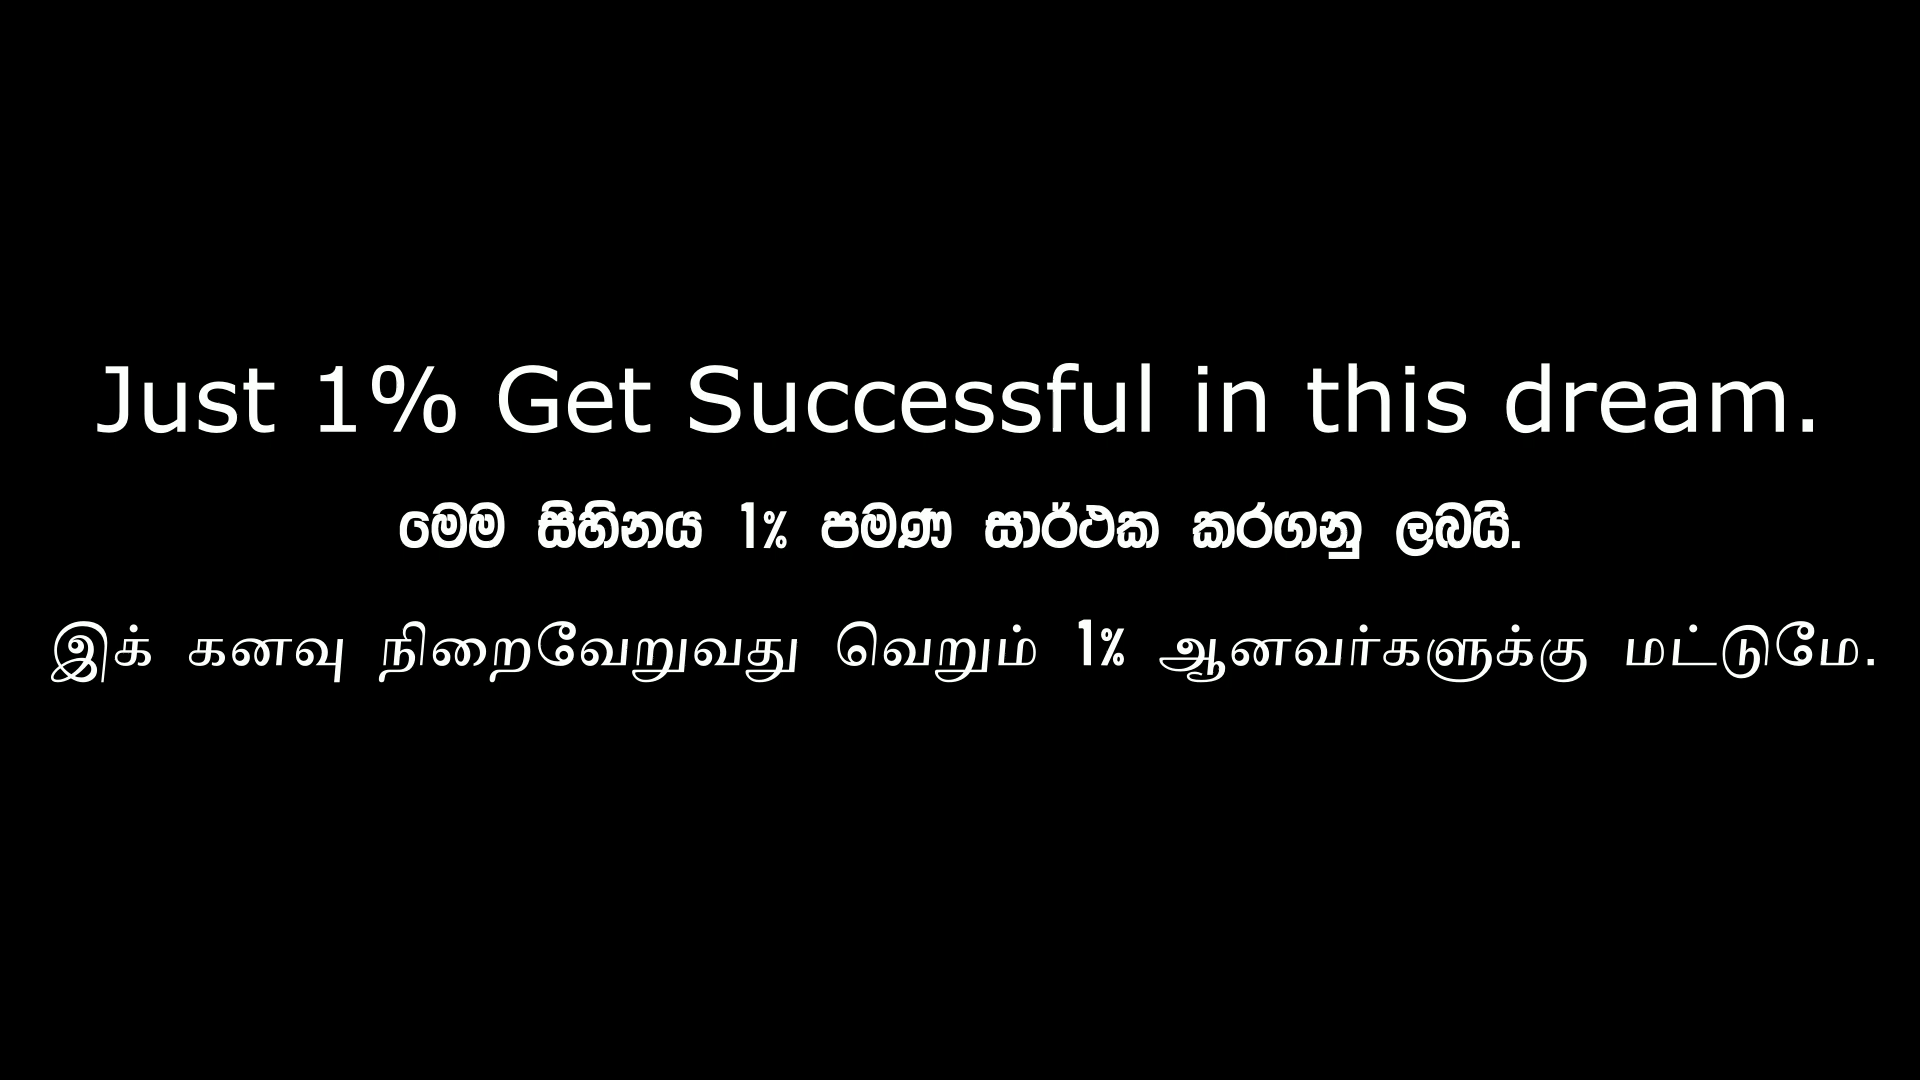 Just 1% Get Successful in this dream.
මෙම සිහිනය 1% පමණ සාර්ථක කරගනු ලබයි.
இக் கனவு நிறைவேறுவது வெறும் 1% ஆனவர்களுக்கு மட்டுமே.